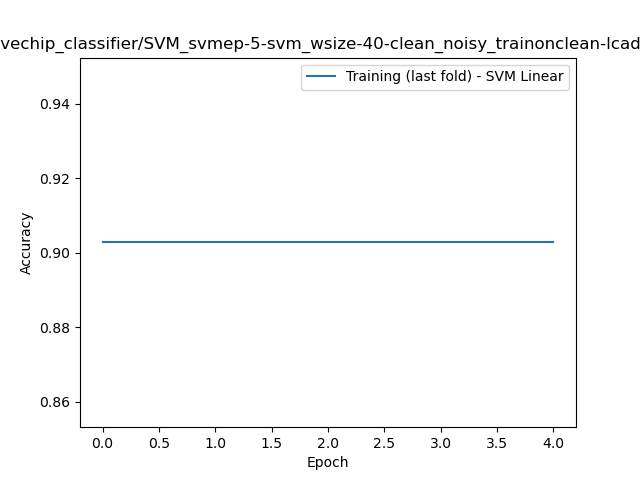 vechip_classifier/SVM_svmep-5-svm_wsize-40-clean_noisy_trainonclean-lcad
Training (last fold) - SVM Linear
Accuracy
0.94
0.92
0.90
0.88
0.86
0.0 0.5 1.0 1.5 2.0 2.5 3.0 3.5 4.0
Epoch